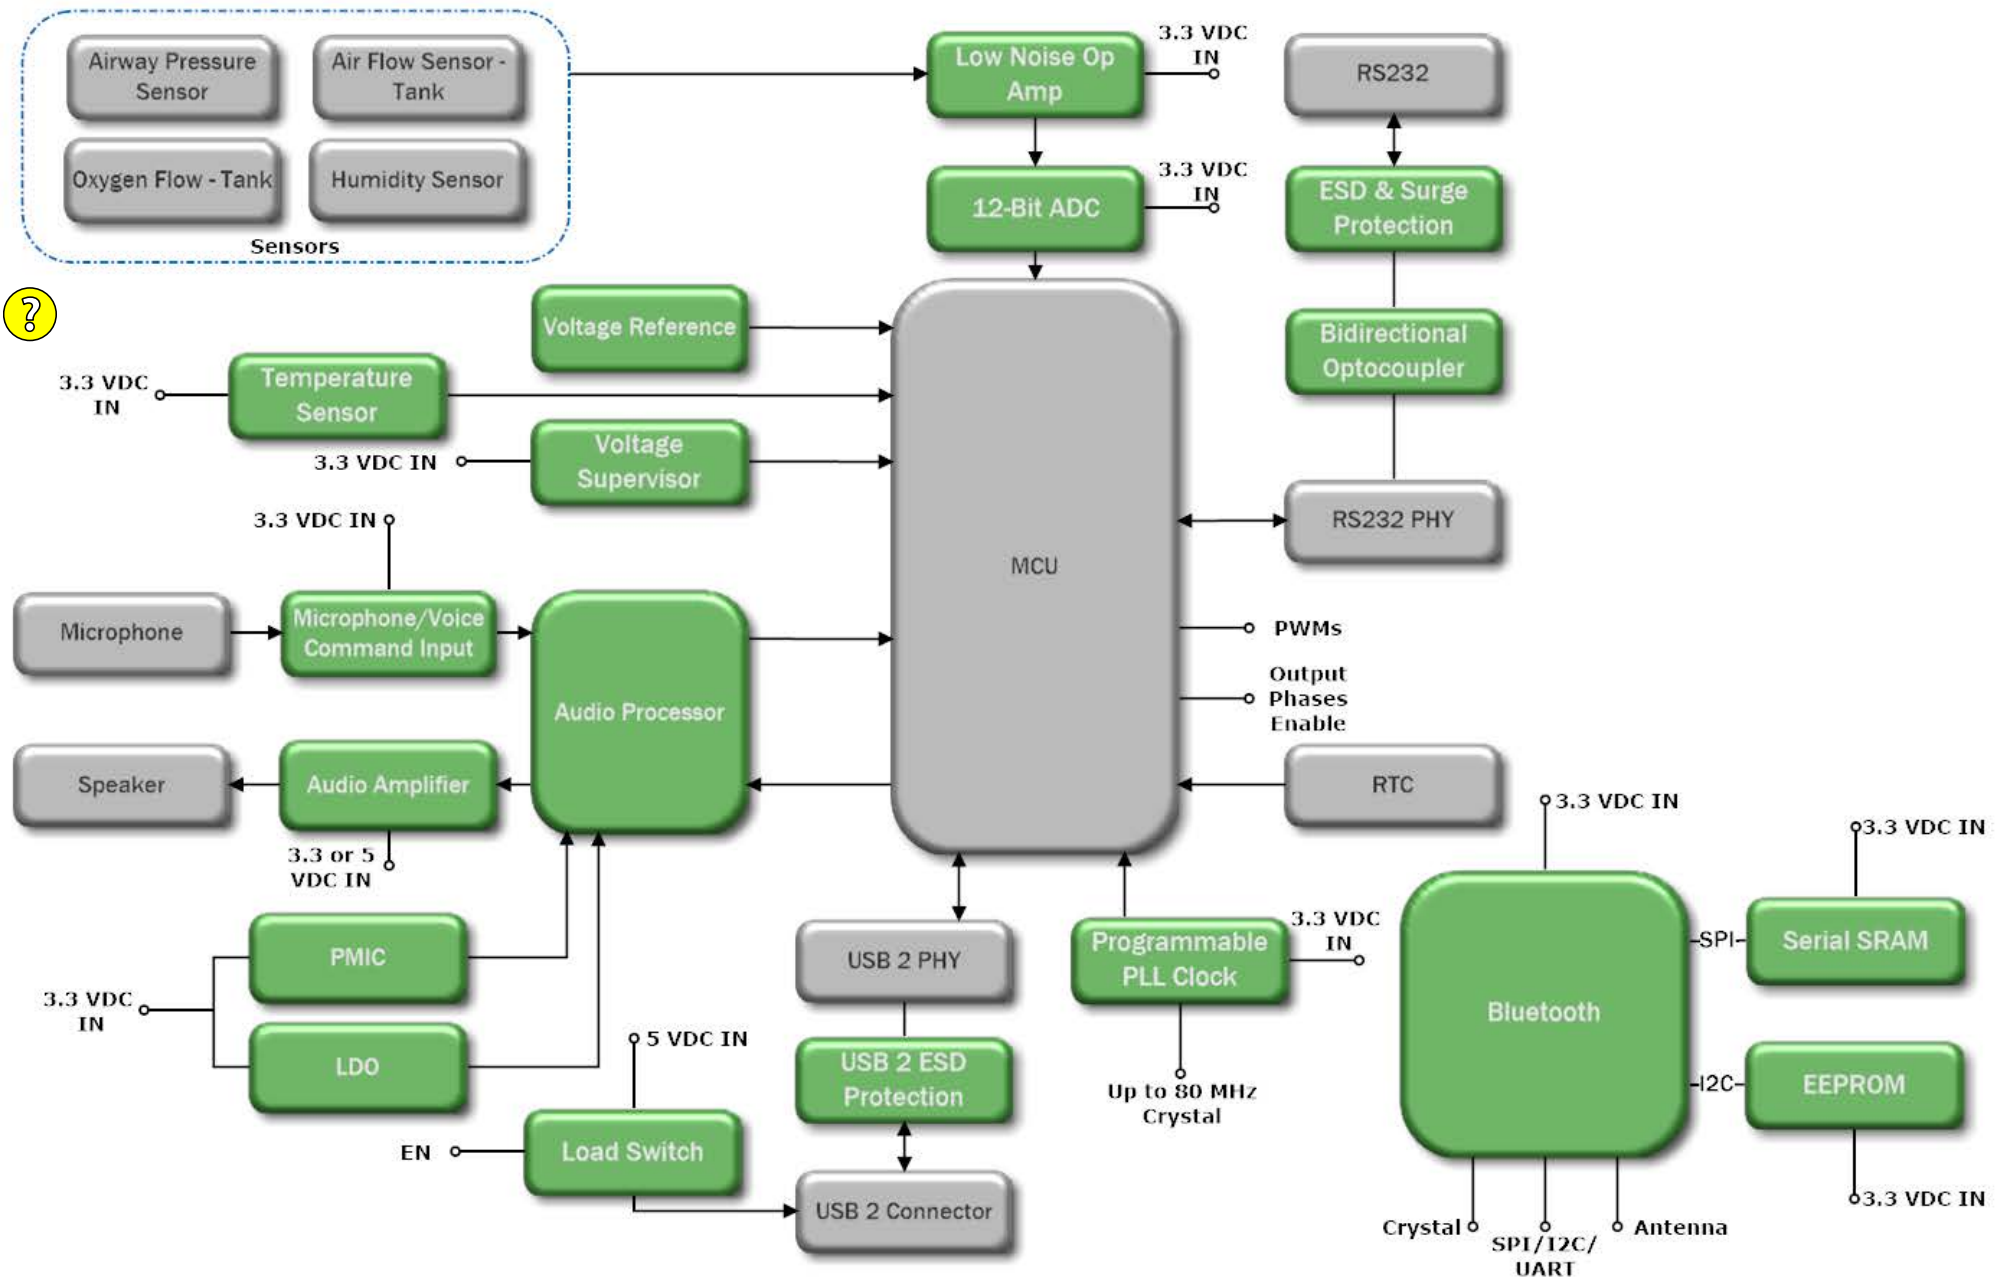 Airway Pressure
Sensor
Air Flow Sensor -
Tank
Oxygen Flow - Tank
Humidity Sensor
Sensors
Low Noise Op
Amp
3.3 VDC
IN
12-Bit ADC
3.3 VDC
IN
RS232
ESD & Surge
Protection
Bidirectional
Optocoupler
RS232 PHY
?
Voltage Reference
3.3 VDC
IN
Temperature
Sensor
3.3 VDC IN
Voltage
Supervisor
MCU
3.3 VDC IN
Microphone
Microphone/Voice
Command Input
Audio Processor
Speaker
Audio Amplifier
3.3 or 5
VDC IN
PWMs
Output
Phases
Enable
RTC
3.3 VDC
IN
PMIC
LDO
5 VDC IN
EN
Load Switch
USB 2 PHY
USB 2 ESD
Protection
USB 2 Connector
Programmable
PLL Clock
3.3 VDC
IN
Up to 80 MHz
Crystal
3.3 VDC IN
Bluetooth
3.3 VDC IN
SPI
Serial SRAM
I2C
EEPROM
3.3 VDC IN
Crystal
SPI/I2C/
UART
Antenna